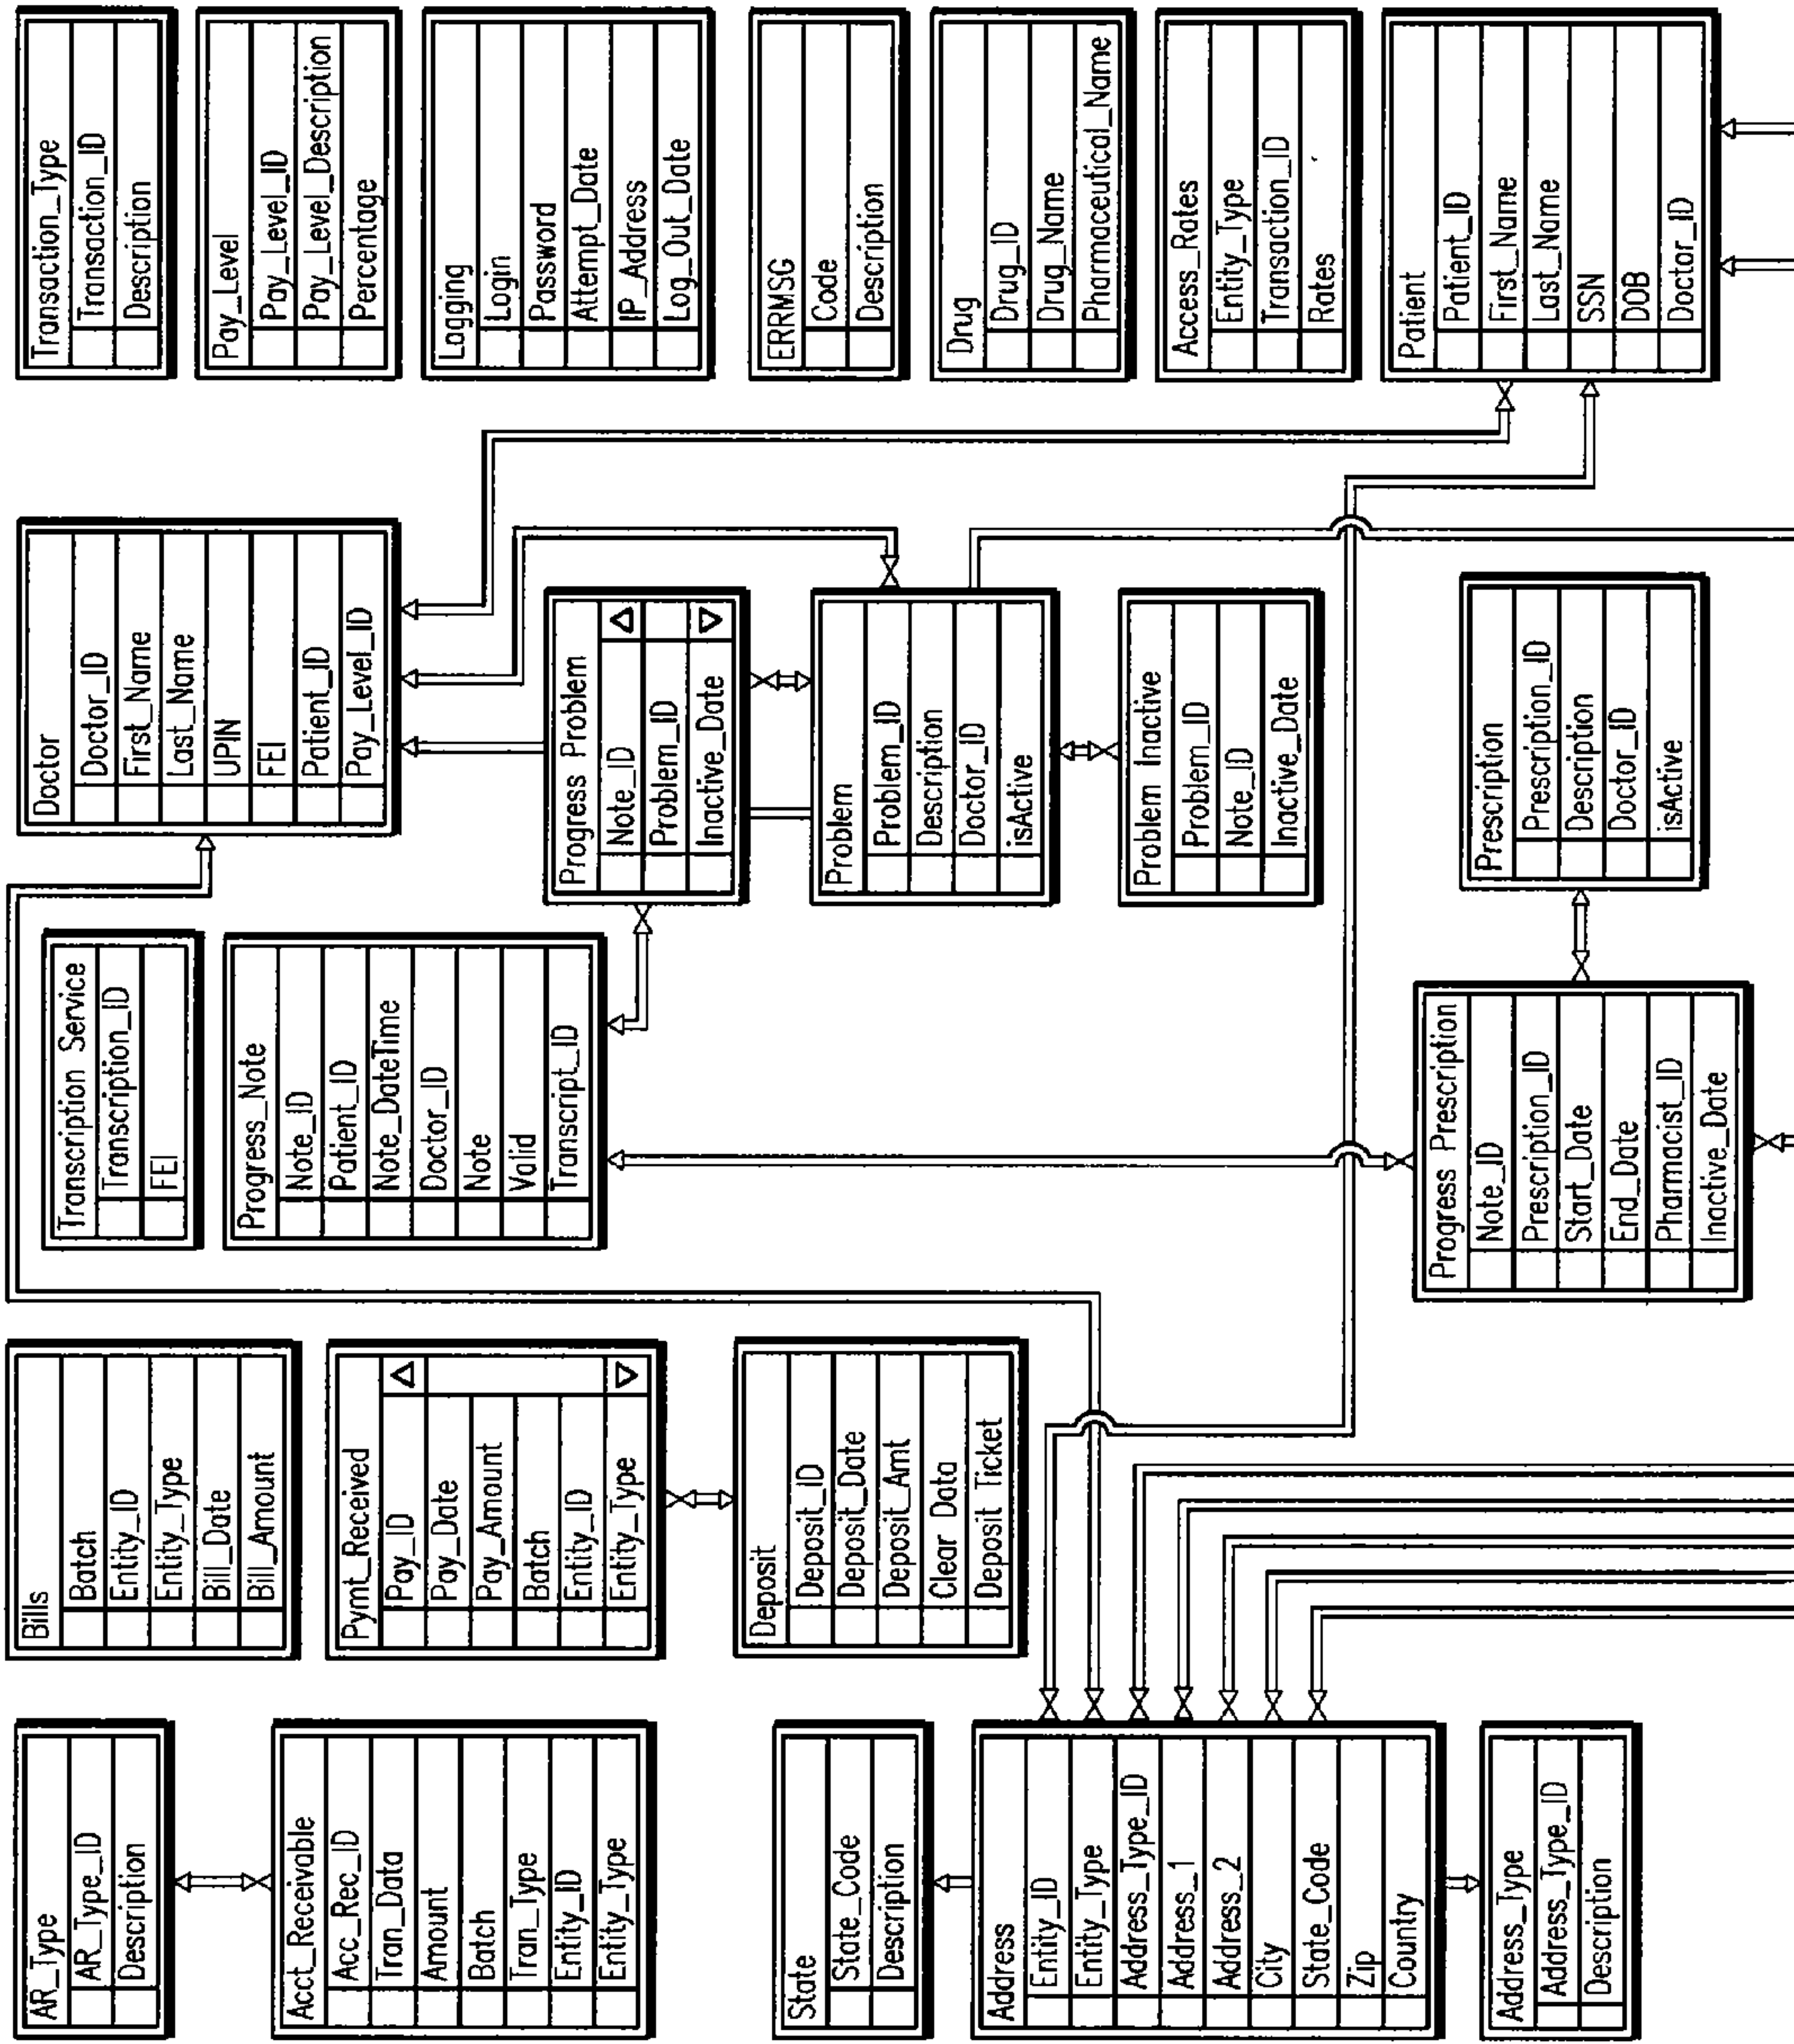 AR_Type
AR_Type_ID
Description
Acct_Receivable
Acc_Rec_ID
Tran_Data
Amount
Batch
Tran_Type
Entity_ID
Entity_Type
State
State_Code
Description
Address
Entity_ID
Entity_Type
Address_Type_ID
Address_1
Address_2
City
State_Code
Zip
Country
Address_Type
Address_Type_ID
Description
Bills
Batch
Entity_ID
Entity_Type
Bill_Date
Bill_Amount
Pymt_Received
Pay_ID
Pay_Date
Pay_Amount
Batch
Entity_ID
Entity_Type
Deposit
Deposit_ID
Deposit_Date
Deposit_Amt
Clear Data
Deposit Ticket
Transcription Service
Transcription_ID
FEI
Progress_Note
Note_ID
Patient_ID
Note_DateTime
Doctor_ID
Note
Valid
Transcript_ID
Progress Prescription
Note_ID
Prescription_ID
Start_Date
End_Date
Pharmacist_ID
Inactive_Date
Doctor
Doctor_ID
First_Name
Last_Name
UPIN
FEI
Patient_ID
Pay_Level_ID
Progress Problem
Note_ID
Problem_ID
Inactive_Date
Problem
Problem_ID
Description
Doctor_ID
isActive
Problem Inactive
Problem_ID
Note_ID
Inactive_Date
Prescription
Prescription_ID
Description
Doctor_ID
isActive
Transaction_Type
Transaction_ID
Description
Pay_Level
Pay_Level_ID
Pay_Level_Description
Percentage
Logging
Login
Password
Attempt_Date
IP_Address
Log_Out_Date
ERRMSG
Code
Description
Drug
Drug_ID
Drug_Name
Pharmaceutical_Name
Access_Rates
Entity_Type
Transaction_ID
Rates
Patient
Patient_ID
First_Name
Last_Name
SSN
DOB
Doctor_ID